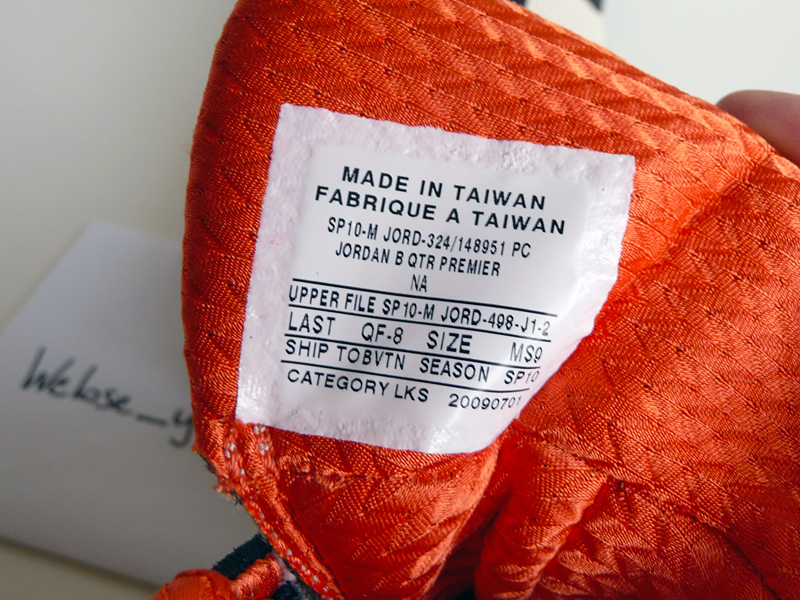 MADE IN TAIWAN
FABRIQUE A TAIWAN
SP10-M JORD-324/148951 PC
JORDAN B QTR PREMIER
NA
UPPER FILE SP10-M JORD-498-J1-2
LAST QF-8 SIZE MS9
SHIP TOBVTN SEASON SP10
CATEGORY LKS 20090701